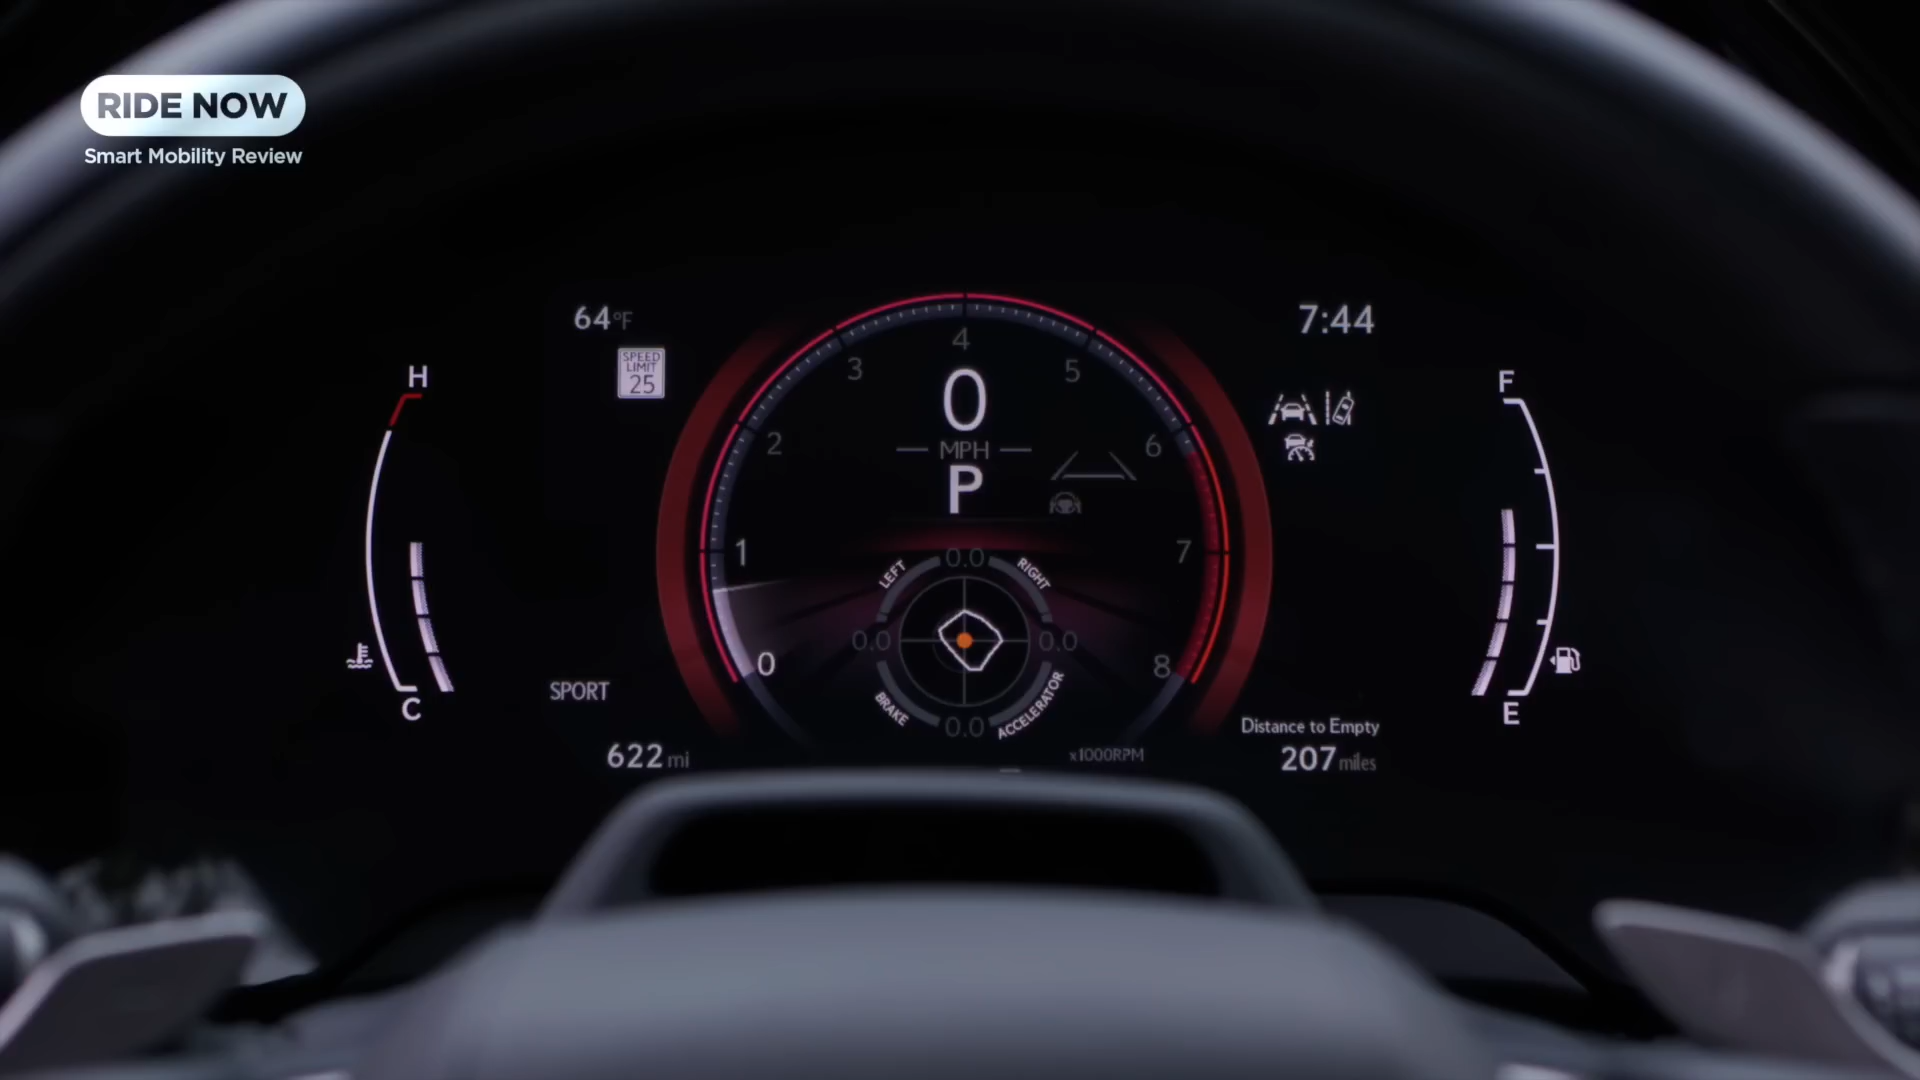 RIDE NOW
Smart Mobility Review
64°F
7:44
SPEED
LIMIT
25
H
F
4
3
5
0
2
6
MPH
P
1
7
0.0
LEFT
RIGHT
0.0
0.0
0
8
BRAKE
ACCELERATOR
0.0
SPORT
C
E
Distance to Empty
622 mi
x1000RPM
207 miles